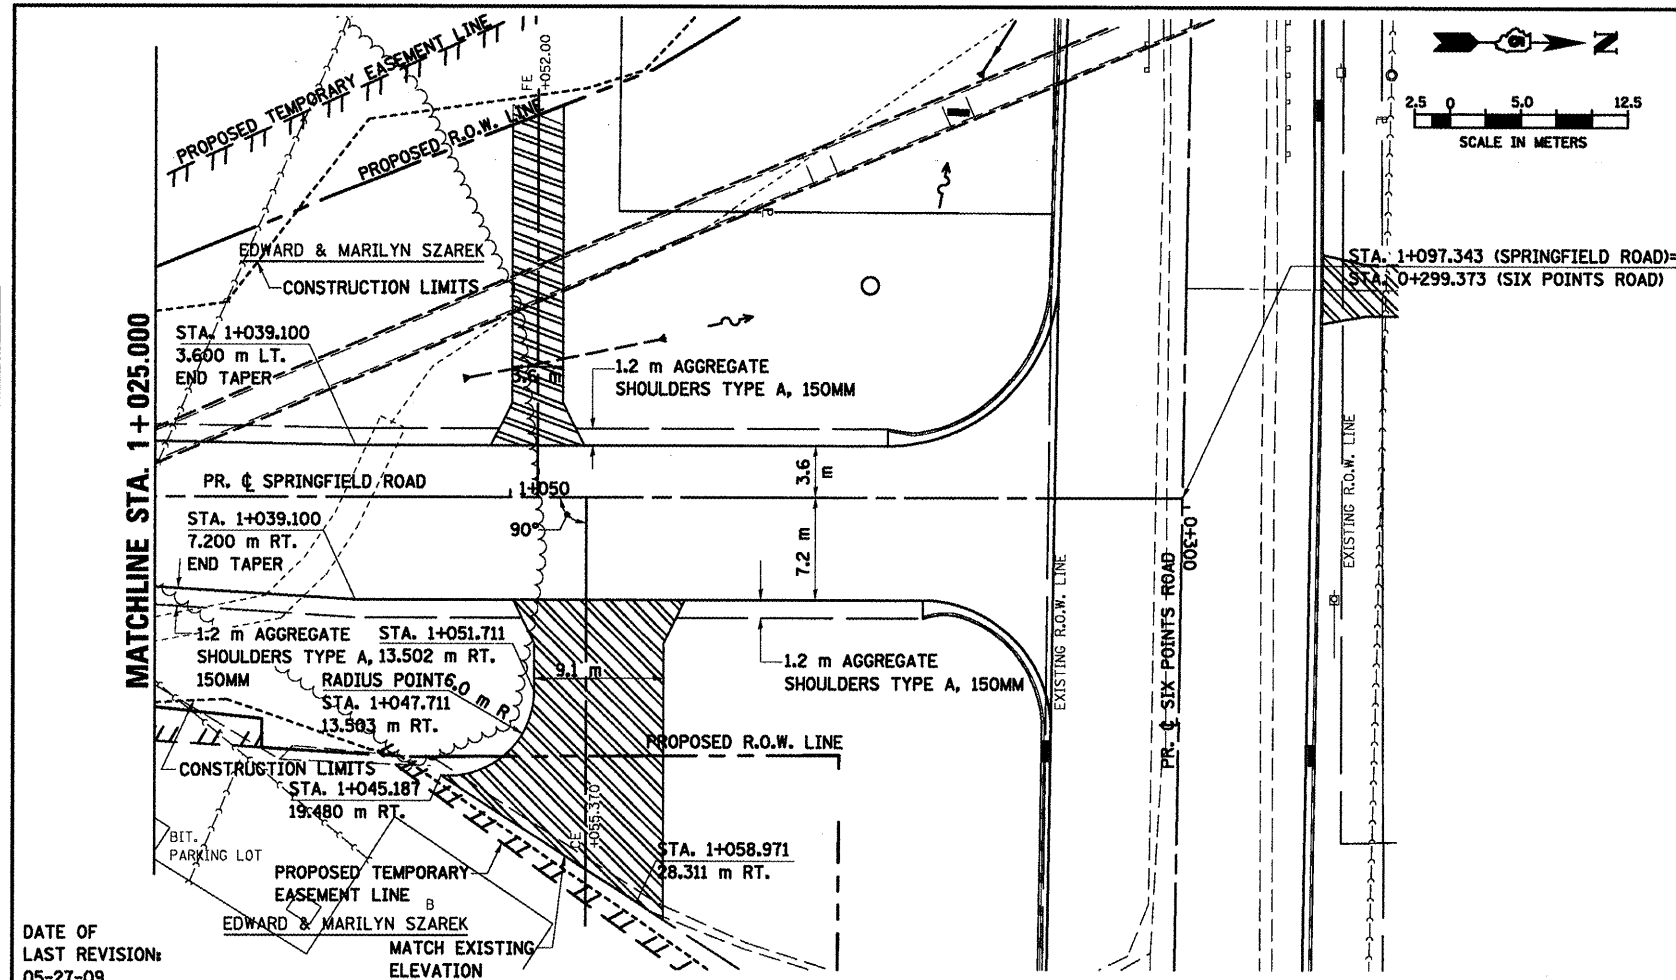 PROPOSED TEMPORARY EASEMENT LINE
PROPOSED R.O.W. LINE
FE
+052.00
N
2.5 0 5.0 12.5
SCALE IN METERS
EDWARD & MARILYN SZAREK
CONSTRUCTION LIMITS
STA. 1+097.343 (SPRINGFIELD ROAD)=
STA. 0+299.373 (SIX POINTS ROAD)
MATCHLINE STA. 1+025.000
STA. 1+039.100
3.600 m LT.
END TAPER
3.6 m
1.2 m AGGREGATE
SHOULDERS TYPE A, 150MM
PR. ℄ SPRINGFIELD ROAD
1+050
90°
3.6 m
7.2 m
STA. 1+039.100
7.200 m RT.
END TAPER
0+300
PR. ℄ SIX POINTS ROAD
EXISTING R.O.W. LINE
EXISTING R.O.W. LINE
1.2 m AGGREGATE
SHOULDERS TYPE A,
150MM
STA. 1+051.711
13.502 m RT.
RADIUS POINT
STA. 1+047.711
13.503 m RT.
6.0 m R
9.1 m
1.2 m AGGREGATE
SHOULDERS TYPE A, 150MM
PROPOSED R.O.W. LINE
CONSTRUCTION LIMITS
STA. 1+045.187
19.480 m RT.
CE
+055.370
BIT.
PARKING LOT
STA. 1+058.971
28.311 m RT.
PROPOSED TEMPORARY
EASEMENT LINE
B
EDWARD & MARILYN SZAREK
MATCH EXISTING
ELEVATION
DATE OF
LAST REVISION:
05-27-09